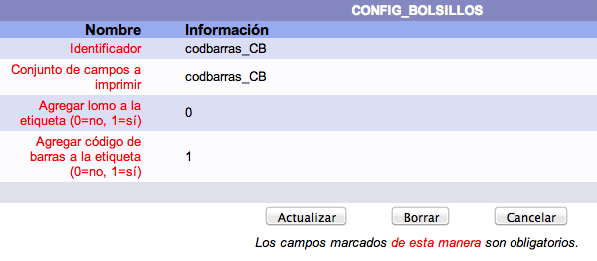 CONFIG_BOLSILLOS
Nombre Información
Identificador codbarras_CB
Conjunto de campos a
imprimir codbarras_CB
Agregar lomo a la
etiqueta (0=no, 1=sí) 0
Agregar código de
barras a la etiqueta
(0=no, 1=sí) 1
Actualizar Borrar Cancelar
Los campos marcados de esta manera son obligatorios.